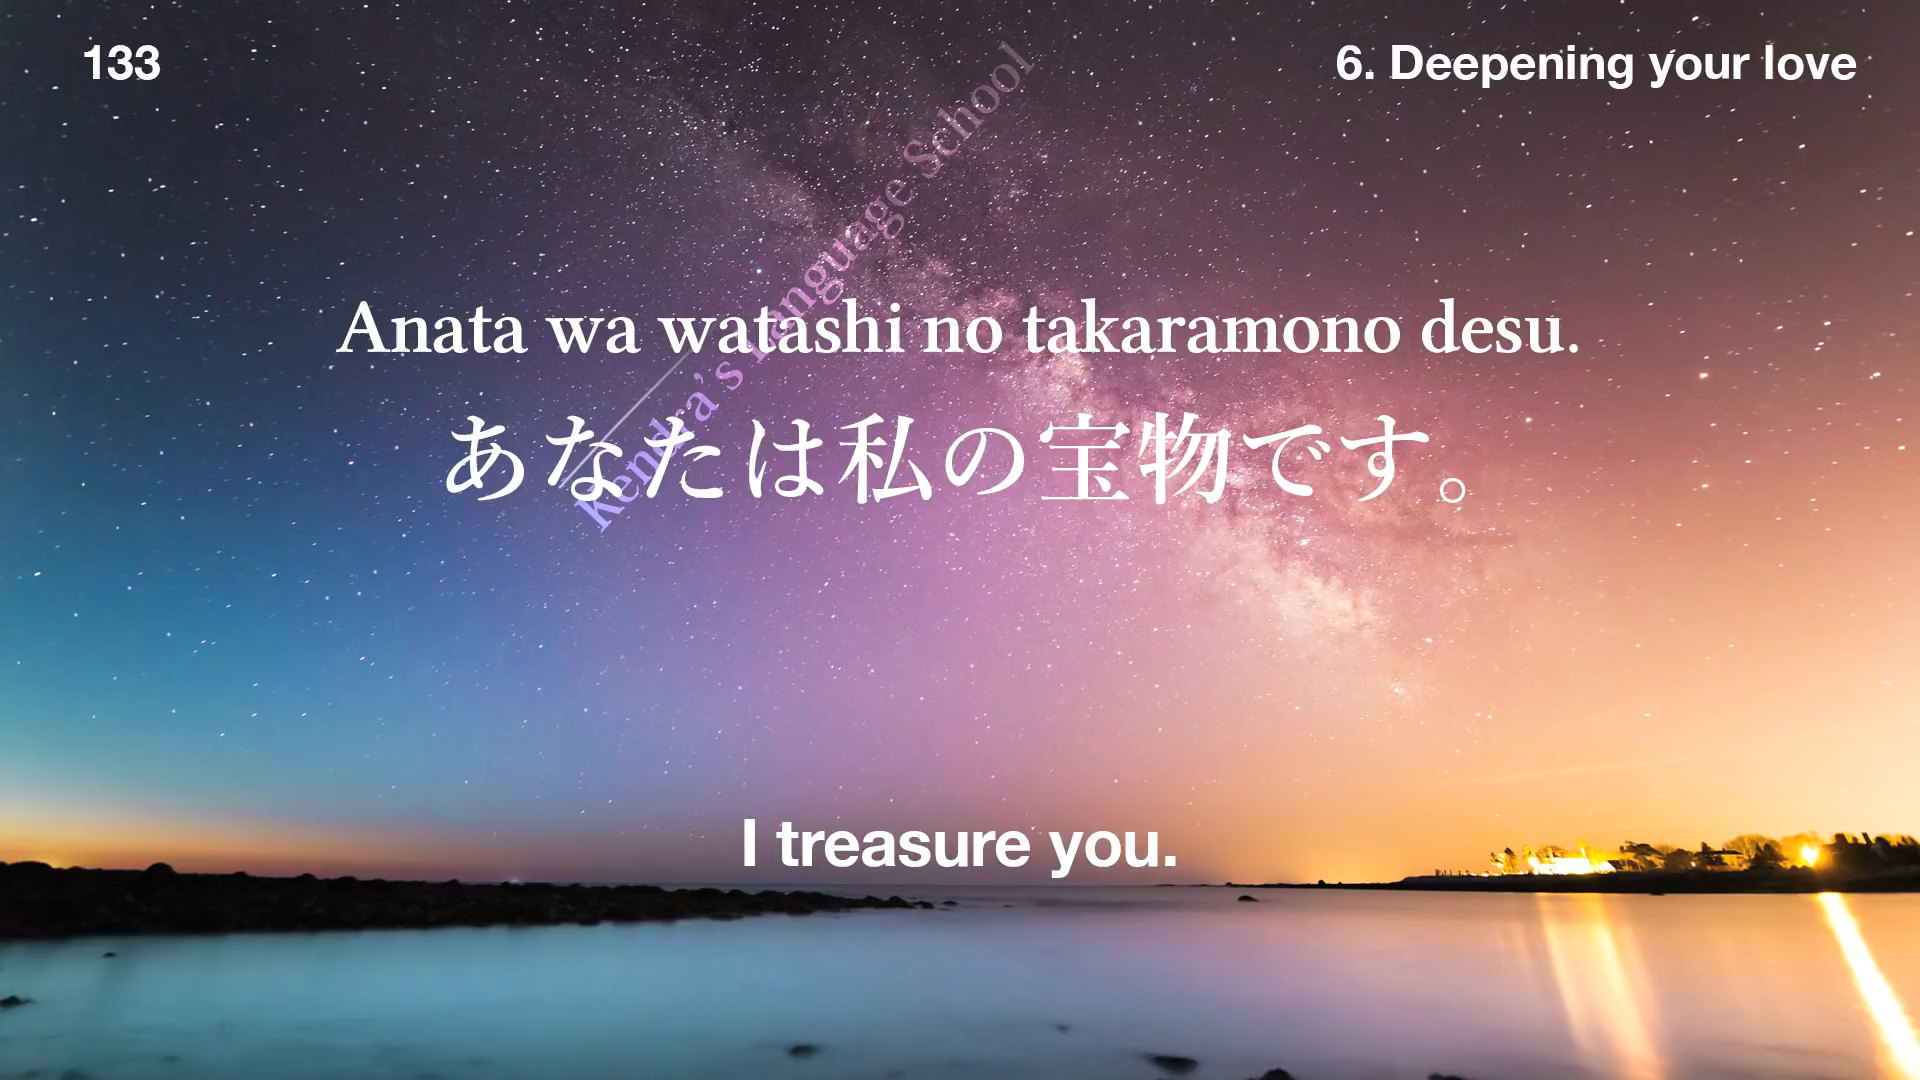 133
6. Deepening your love
Kendra's Language School
Anata wa watashi no takaramono desu.
あなたは私の宝物です。
I treasure you.